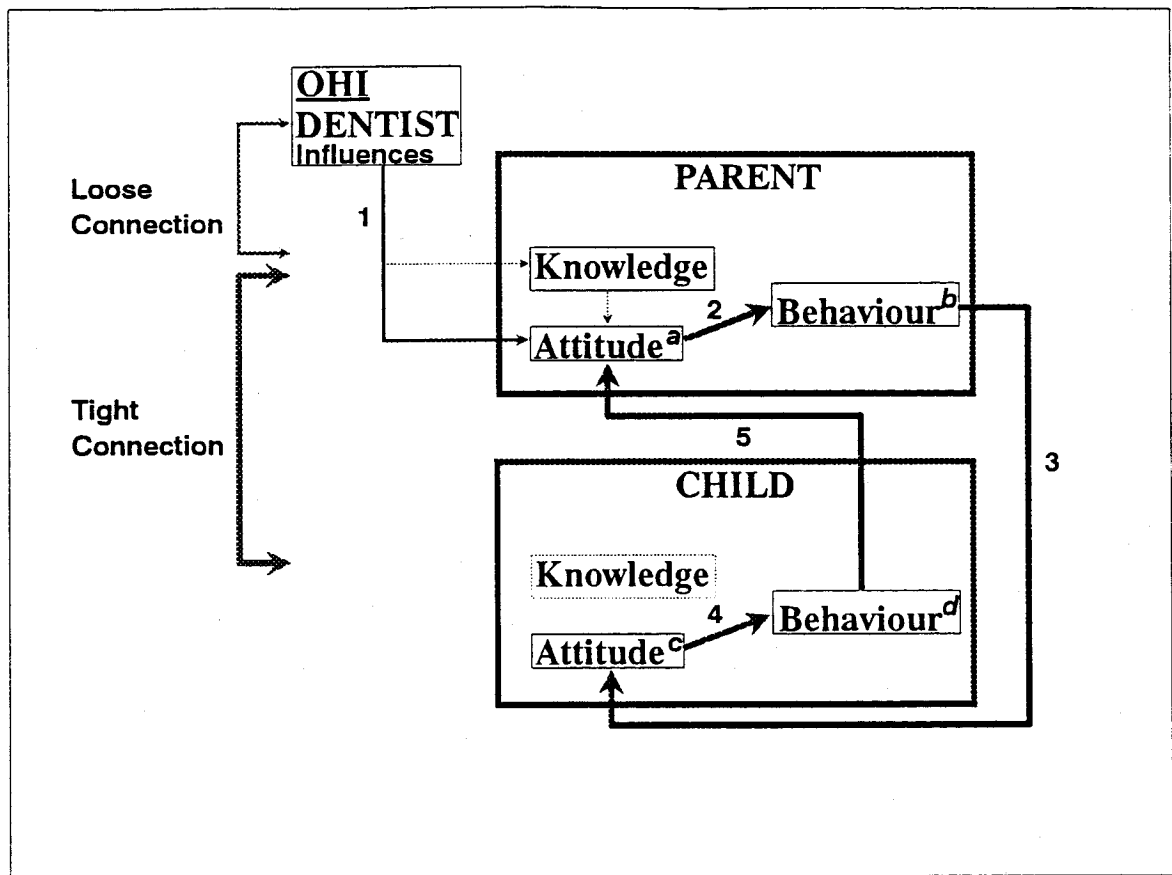 OHI
DENTIST
Influences
Loose
Connection
1
PARENT
Knowledge
2
Behaviour^b
Attitude^a
Tight
Connection
5
3
CHILD
Knowledge
4
Behaviour^d
Attitude^c